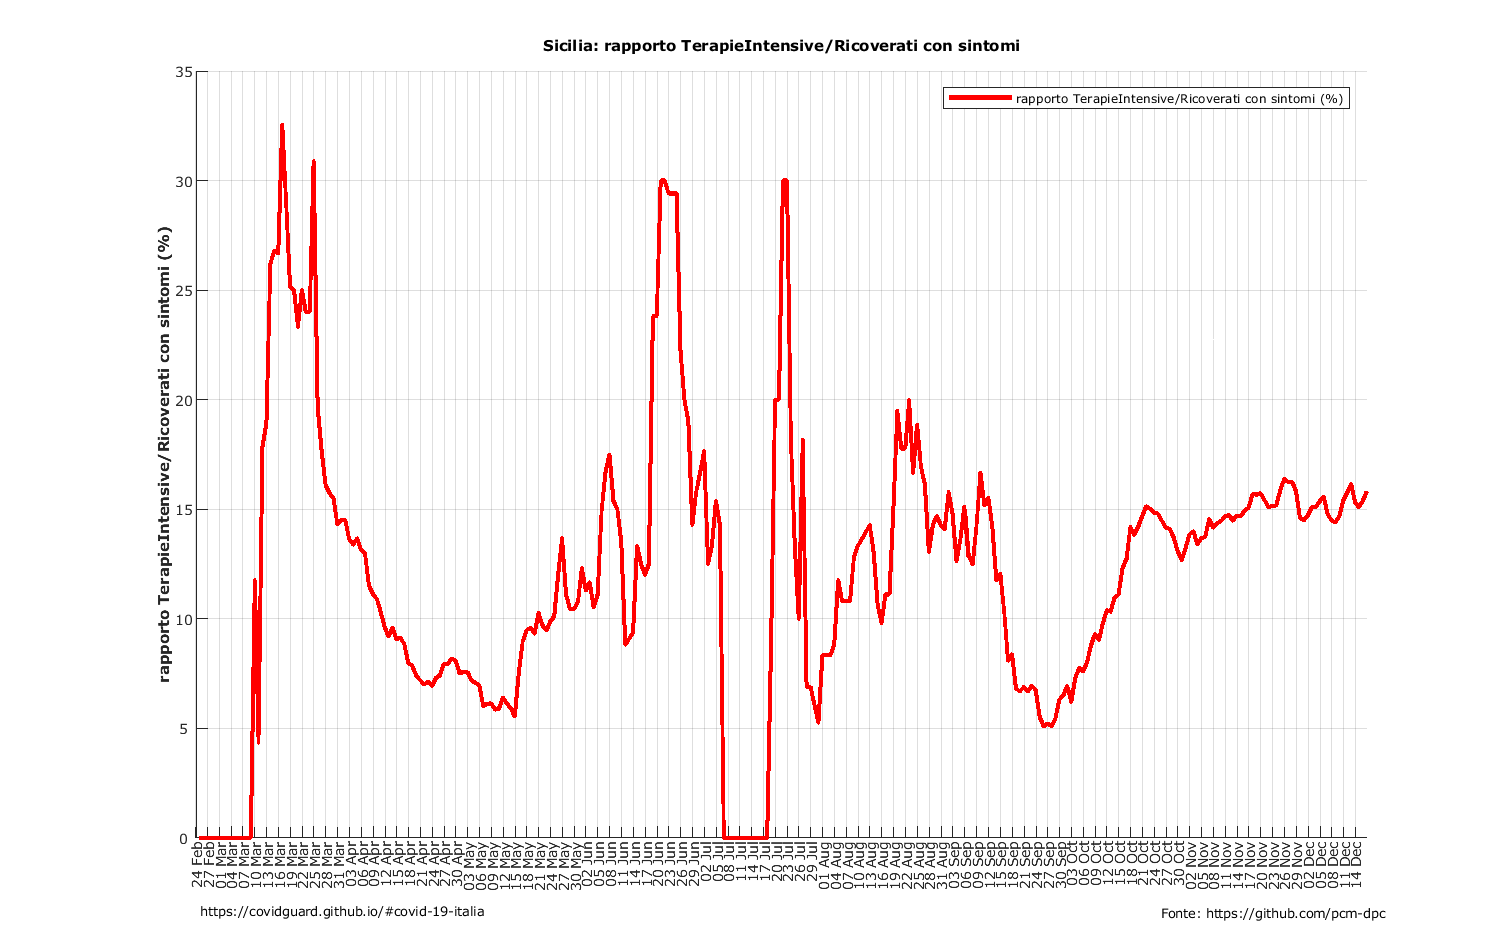 Sicilia: rapporto TerapieIntensive/Ricoverati con sintomi
rapporto TerapieIntensive/Ricoverati con sintomi (%)
rapporto TerapieIntensive/Ricoverati con sintomi (%)
35
30
25
20
15
10
5
0
24 Feb
27 Feb
01 Mar
04 Mar
07 Mar
10 Mar
13 Mar
16 Mar
19 Mar
22 Mar
25 Mar
28 Mar
31 Mar
03 Apr
06 Apr
09 Apr
12 Apr
15 Apr
18 Apr
21 Apr
24 Apr
27 Apr
30 Apr
03 May
06 May
09 May
12 May
15 May
18 May
21 May
24 May
27 May
30 May
02 Jun
05 Jun
08 Jun
11 Jun
14 Jun
17 Jun
20 Jun
23 Jun
26 Jun
29 Jun
02 Jul
05 Jul
08 Jul
11 Jul
14 Jul
17 Jul
20 Jul
23 Jul
26 Jul
29 Jul
01 Aug
04 Aug
07 Aug
10 Aug
13 Aug
16 Aug
19 Aug
22 Aug
25 Aug
28 Aug
31 Aug
03 Sep
06 Sep
09 Sep
12 Sep
15 Sep
18 Sep
21 Sep
24 Sep
27 Sep
30 Sep
03 Oct
06 Oct
09 Oct
12 Oct
15 Oct
18 Oct
21 Oct
24 Oct
27 Oct
30 Oct
02 Nov
05 Nov
08 Nov
11 Nov
14 Nov
17 Nov
20 Nov
23 Nov
26 Nov
29 Nov
02 Dec
05 Dec
08 Dec
11 Dec
14 Dec
https://covidguard.github.io/#covid-19-italia
Fonte: https://github.com/pcm-dpc